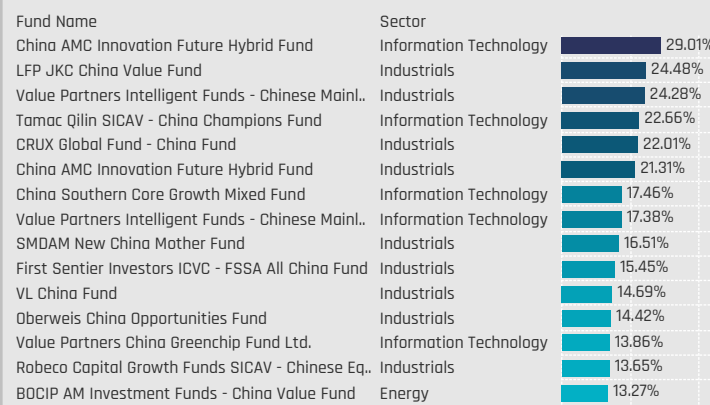 Fund Name Sector
China AMC Innovation Future Hybrid Fund Information Technology 29.01%
LFP JKC China Value Fund Industrials 24.48%
Value Partners Intelligent Funds - Chinese Mainl.. Industrials 24.28%
Tamac Qilin SICAV - China Champions Fund Information Technology 22.66%
CRUX Global Fund - China Fund Industrials 22.01%
China AMC Innovation Future Hybrid Fund Industrials 21.31%
China Southern Core Growth Mixed Fund Information Technology 17.46%
Value Partners Intelligent Funds - Chinese Mainl.. Information Technology 17.38%
SMDAM New China Mother Fund Industrials 16.51%
First Sentier Investors ICVC - FSSA All China Fund Industrials 15.45%
VL China Fund Industrials 14.69%
Oberweis China Opportunities Fund Industrials 14.42%
Value Partners China Greenchip Fund Ltd. Information Technology 13.86%
Robeco Capital Growth Funds SICAV - Chinese Eq.. Industrials 13.65%
BOCIP AM Investment Funds - China Value Fund Energy 13.27%